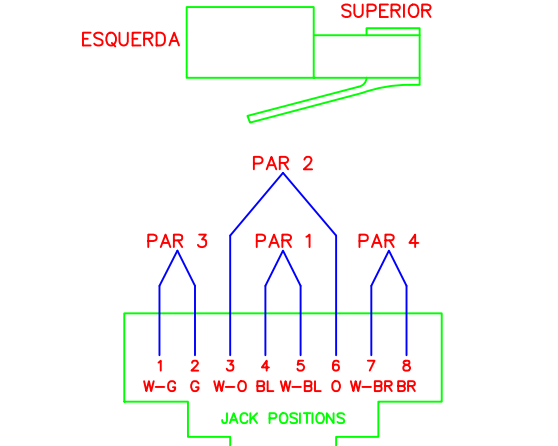 SUPERIOR
ESQUERDA
PAR 2
PAR 3 PAR 1 PAR 4
1 2 3 4 5 6 7 8
W-G G W-O BL W-BL O W-BR BR
JACK POSITIONS